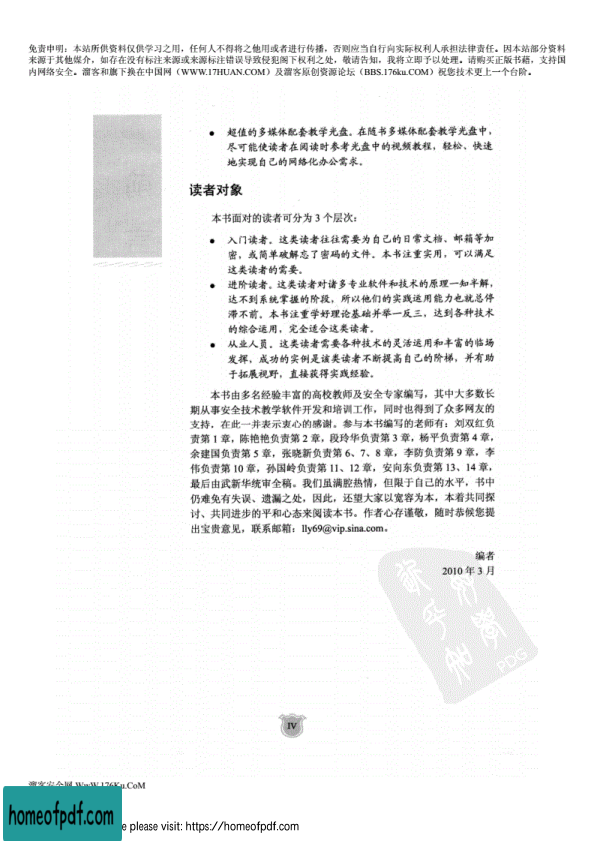 免责申明：本站所供资料仅供学习之用，任何人不得将之他用或者进行传播，否则应当自行向实际权利人承担法律责任。因本站部分资料
来源于其他媒介，如存在没有标注来源或来源标注错误导致侵犯阁下权利之处，敬请告知，我将立即予以处理。请购买正版书籍，支持国
内网络安全。溜客和旗下换在中国网（WWW.17HUAN.COM）及溜客原创资源论坛（BBS.176ku.COM）祝您技术更上一个台阶。
● 超值的多媒体配套教学光盘。在随书多媒体配套教学光盘中，
尽可能使读者在阅读时参考光盘中的视频教程，轻松、快速
地实现自己的网络化办公需求。
读者对象
本书面对的读者可分为 3 个层次：
● 入门读者。这类读者往往需要为自己的日常文档、邮箱等加
密，或简单破解忘了密码的文件。本书注重实用，可以满足
这类读者的需要。
● 进阶读者。这类读者对诸多专业软件和技术的原理一知半解，
达不到系统掌握的阶段，所以他们的实践运用能力也就总停
滞不前。本书注重学好理论基础并举一反三，达到各种技术
的综合运用，完全适合这类读者。
● 从业人员。这类读者需要各种技术的灵活运用和丰富的临场
发挥，成功的实例是该类读者不断提高自己的阶梯，并有助
于拓展视野，直接获得实践经验。
本书由多名经验丰富的高校教师及安全专家编写，其中大多数长
期从事安全技术教学软件开发和培训工作，同时也得到了众多网友的
支持，在此一并表示衷心的感谢。参与本书编写的老师有：刘双红负
责第 1 章，陈艳艳负责第 2 章，段玲华负责第 3 章，杨平负责第 4 章，
余建国负责第 5 章，张晓新负责第 6、7、8 章，李防负责第 9 章，李
伟负责第 10 章，孙国岭负责第 11、12 章，安向东负责第 13、14 章，
最后由武新华统审全稿。我们虽满腔热情，但限于自己的水平，书中
仍难免有失误、遗漏之处，因此，还望大家以宽容为本，本着共同探
讨、共同进步的平和心态来阅读本书。作者心存谨敬，随时恭候您提
出宝贵意见，联系邮箱：lly69@vip.sina.com。
编者
2010 年 3 月
PDG
IV
溜客安全网 WwW.176Ku.CoM
homeofpdf.com
e please visit: https://homeofpdf.com